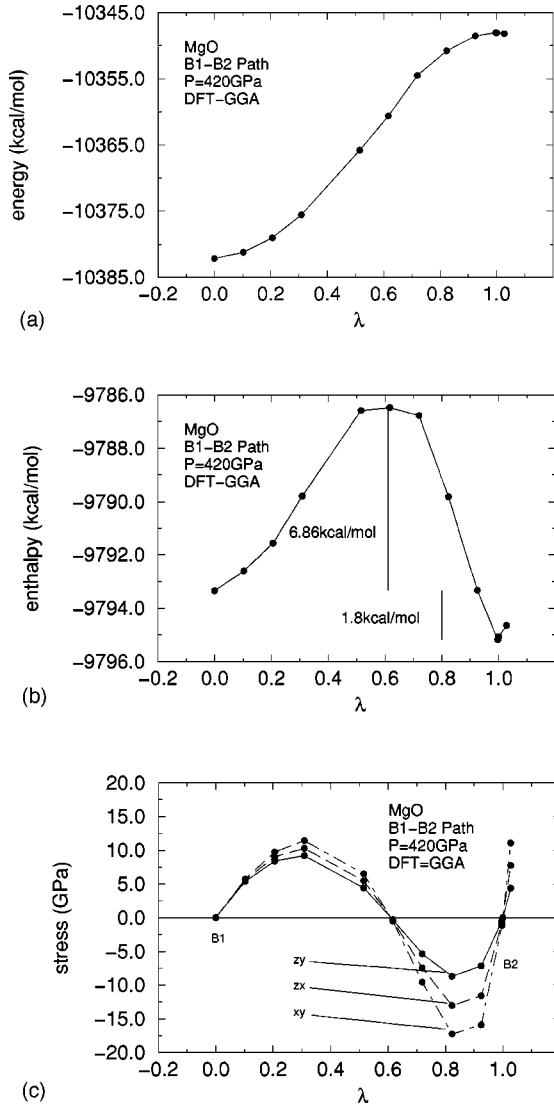 −10345.0
−10355.0
−10365.0
−10375.0
−10385.0
energy (kcal/mol)
MgO
B1−B2 Path
P=420GPa
DFT−GGA
−0.2 0.0 0.2 0.4 0.6 0.8 1.0
λ
(a)
−9786.0
−9788.0
−9790.0
−9792.0
−9794.0
−9796.0
enthalpy (kcal/mol)
MgO
B1−B2 Path
P=420GPa
DFT−GGA
6.86kcal/mol
1.8kcal/mol
−0.2 0.0 0.2 0.4 0.6 0.8 1.0
λ
(b)
20.0
15.0
10.0
5.0
0.0
−5.0
−10.0
−15.0
−20.0
stress (GPa)
MgO
B1−B2 Path
P=420GPa
DFT=GGA
B1
B2
zy
zx
xy
−0.2 0.0 0.2 0.4 0.6 0.8 1.0
λ
(c)